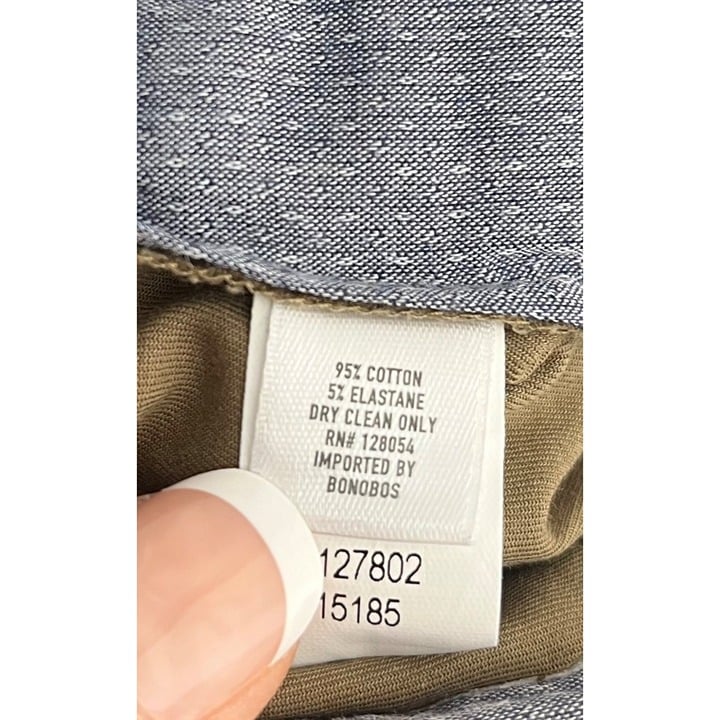 95% COTTON
5% ELASTANE
DRY CLEAN ONLY
RN# 128054
IMPORTED BY
BONOBOS
127802
15185